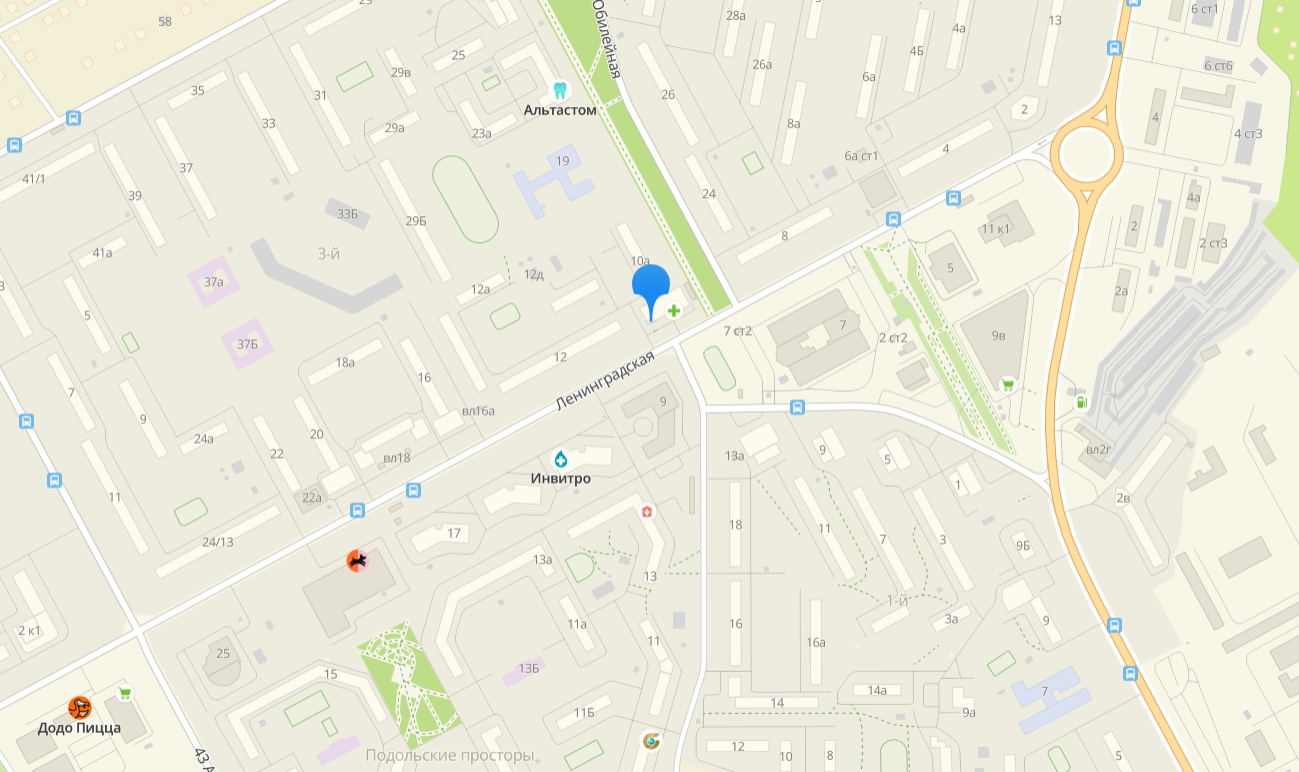 29
58
28а
13
6 ст1
Юбилейная
4а
25
4Б
26а
6 ст6
29в
6а
35
31
26
Альтастом
2
4
33
8а
29а
23а
4 ст3
4
6а ст1
19
37
41/1
39
24
4а
33Б
29Б
2
11 к1
8
2 ст3
41а
3-й
10а
5
12д
37а
12а
2а
3
5
7 ст2
7
9в
2 ст2
37Б
12
18а
16
Ленинградская
7
9
9
вл16а
20
24а
22
13а
9
5
вл2г
вл18
Инвитро
1
11
22а
2в
18
11
7
3
17
24/13
9Б
13а
13
1-й
3а
9
2 к1
11а
16
11
16а
25
13Б
15
14а
7
14
9а
11Б
Додо Пицца
43 А
Подольские просторы
12
10
8
5